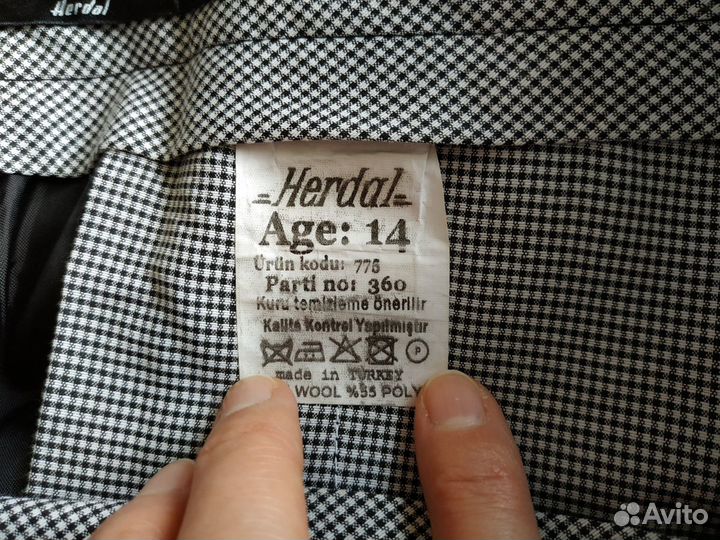 Herdal
Herdal
Age: 14
Ürün kodu: 775
Parti no: 360
Kuru temizleme önerilir
Kalite Kontrol Yapılmıştır
P
made in TURKEY
WOOL %55 POLY
Avito